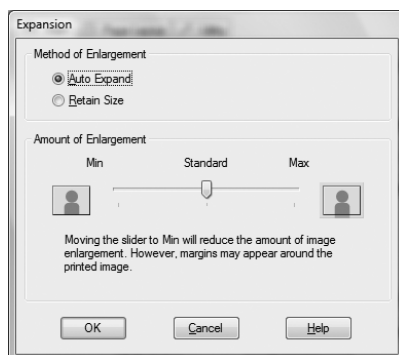 Expansion
Method of Enlargement
Auto Expand
Retain Size
Amount of Enlargement
Min Standard Max
Moving the slider to Min will reduce the amount of image
enlargement. However, margins may appear around the
printed image.
OK Cancel Help